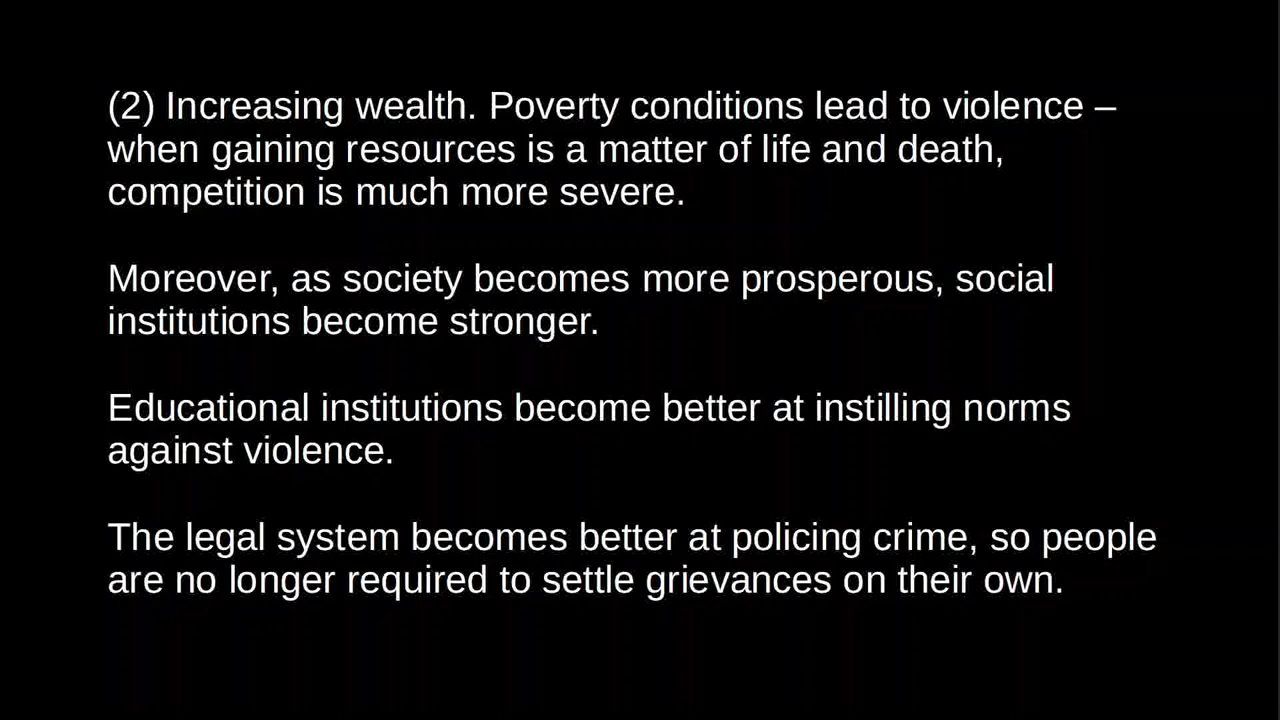 (2) Increasing wealth. Poverty conditions lead to violence –
when gaining resources is a matter of life and death,
competition is much more severe.
Moreover, as society becomes more prosperous, social
institutions become stronger.
Educational institutions become better at instilling norms
against violence.
The legal system becomes better at policing crime, so people
are no longer required to settle grievances on their own.